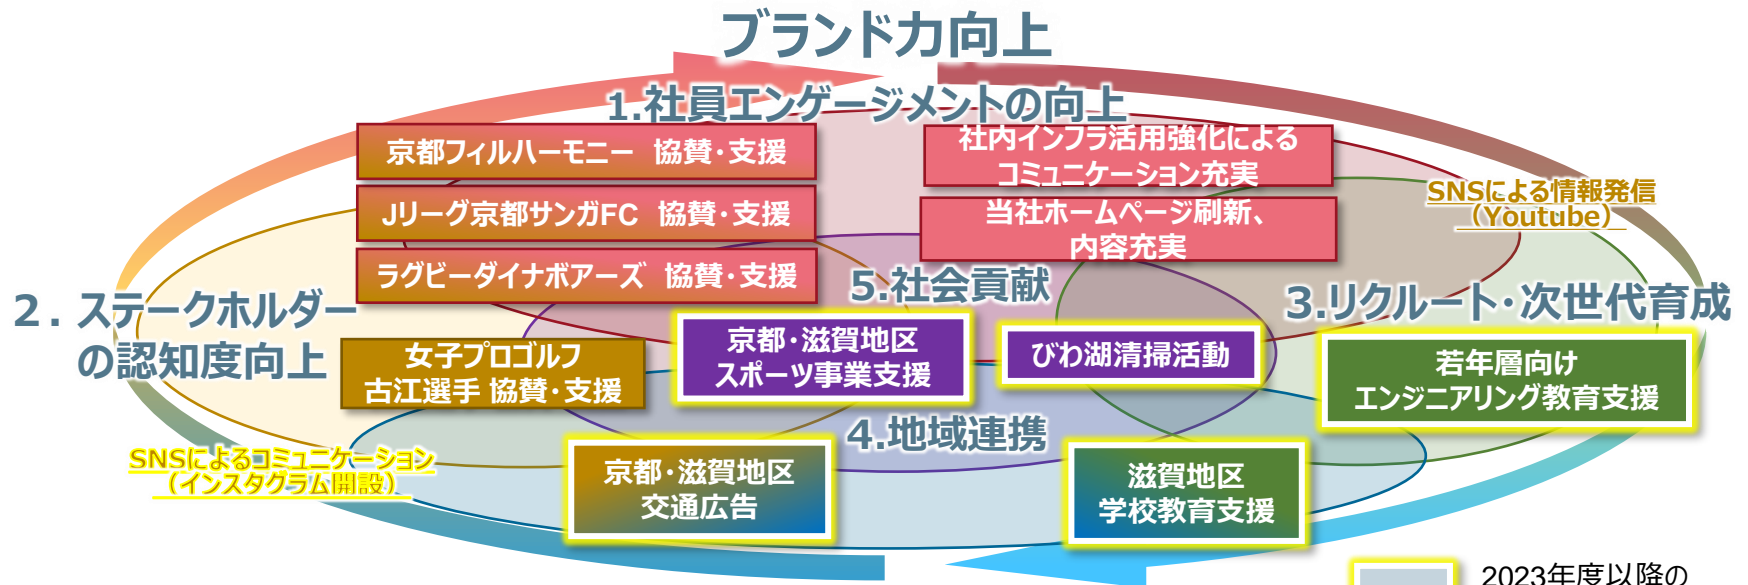 ブランド力向上
1.社員エンゲージメントの向上
京都フィルハーモニー 協賛・支援
社内インフラ活用強化による
コミュニケーション充実
Jリーグ京都サンガFC 協賛・支援
当社ホームページ刷新、
内容充実
SNSによる情報発信
（Youtube）
ラグビーダイナボアーズ 協賛・支援
5.社会貢献
2．ステークホルダー
の認知度向上
3.リクルート・次世代育成
女子プロゴルフ
古江選手 協賛・支援
京都・滋賀地区
スポーツ事業支援
びわ湖清掃活動
若年層向け
エンジニアリング教育支援
4.地域連携
SNSによるコミュニケーション
（インスタグラム開設）
京都・滋賀地区
交通広告
滋賀地区
学校教育支援
2023年度以降の